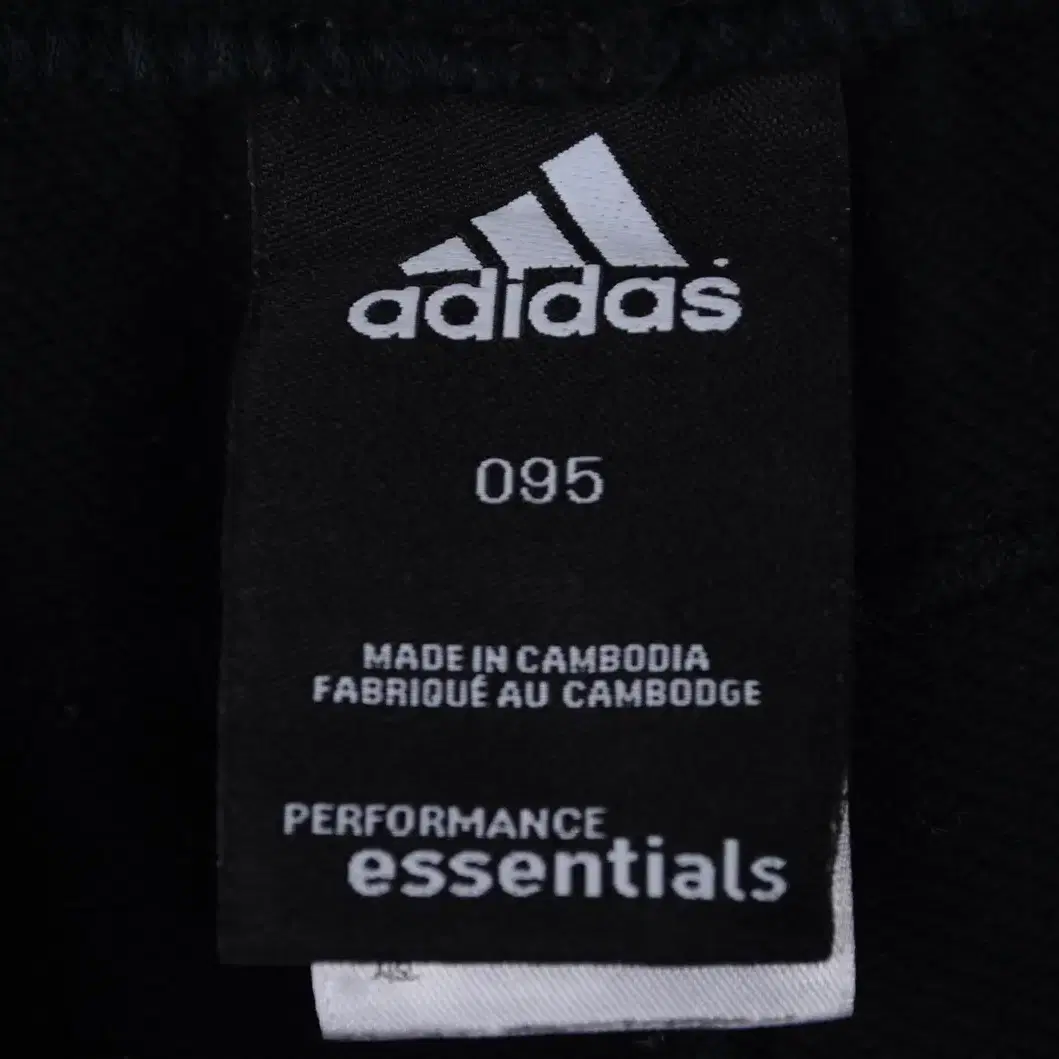 adidas
095
MADE IN CAMBODIA
FABRIQUÉ AU CAMBODGE
PERFORMANCE
essentials